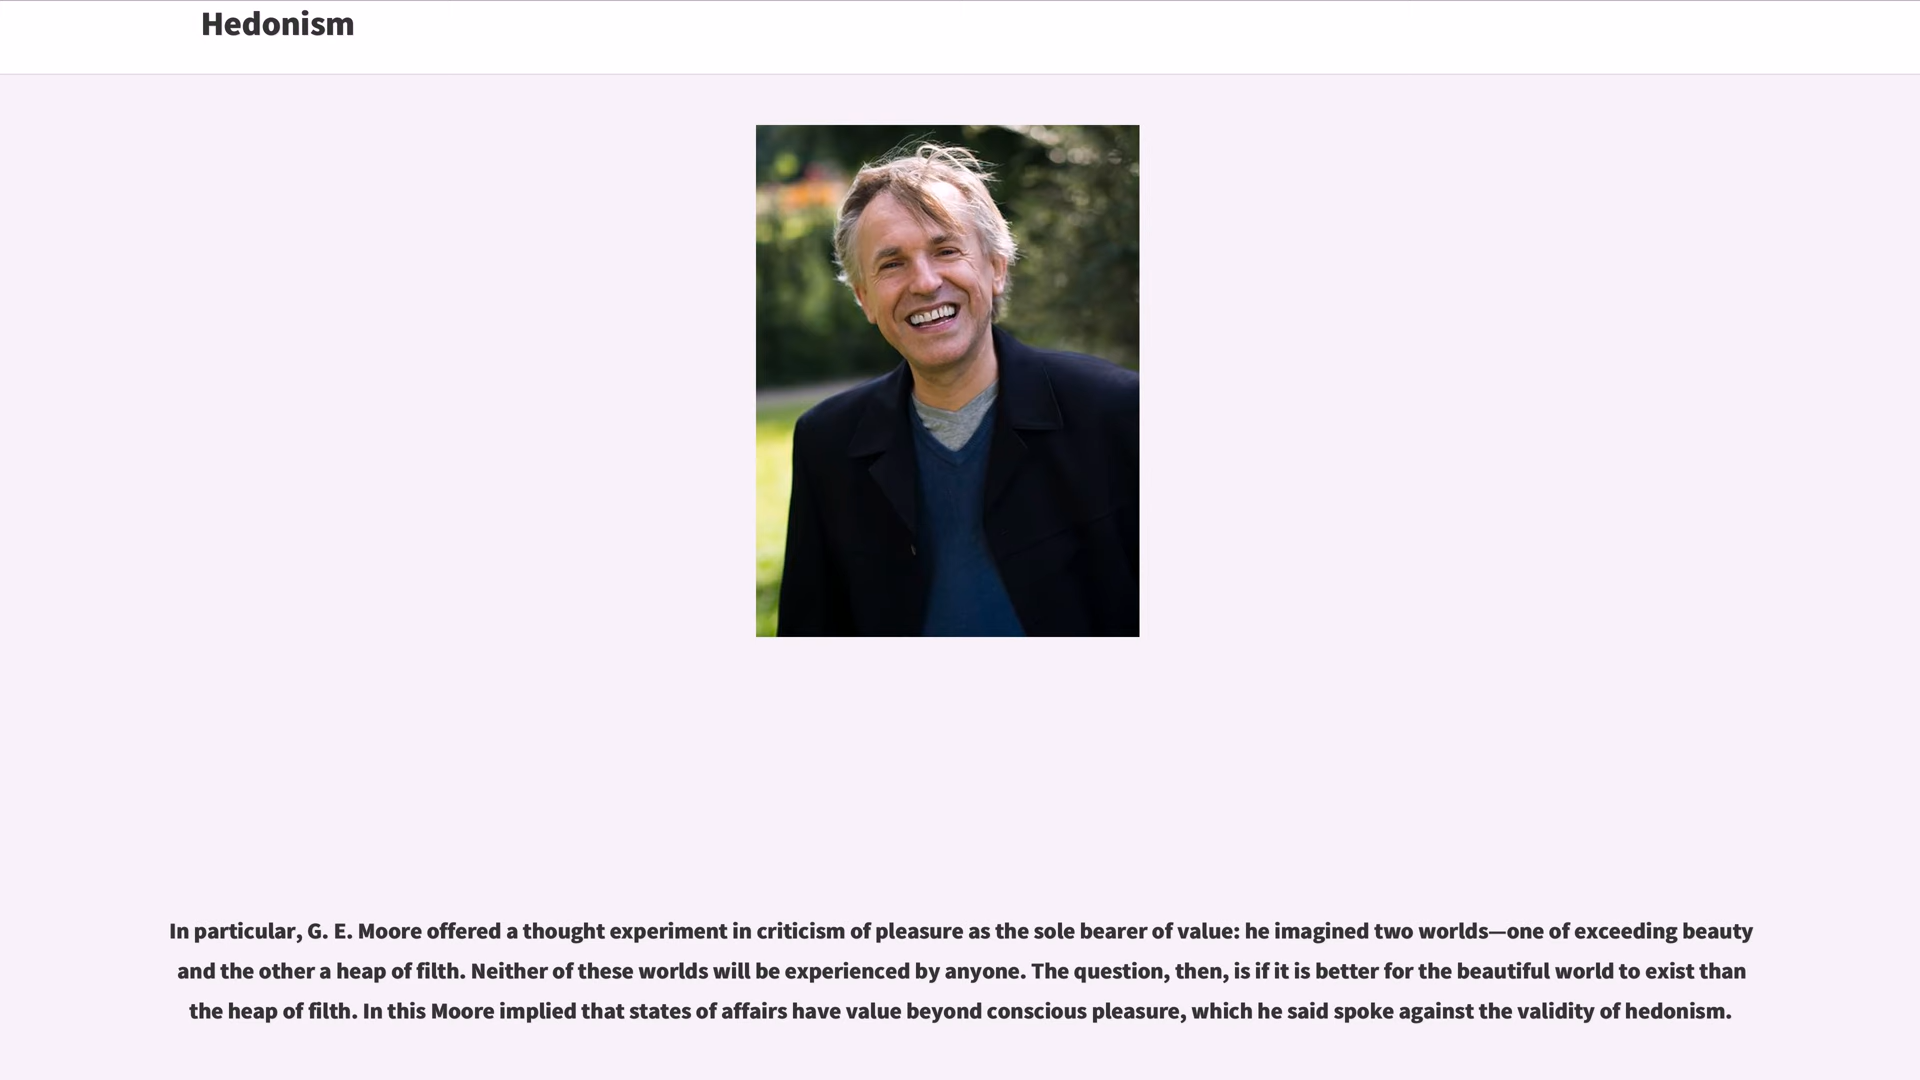 Hedonism
In particular, G. E. Moore offered a thought experiment in criticism of pleasure as the sole bearer of value: he imagined two worlds—one of exceeding beauty
and the other a heap of filth. Neither of these worlds will be experienced by anyone. The question, then, is if it is better for the beautiful world to exist than
the heap of filth. In this Moore implied that states of affairs have value beyond conscious pleasure, which he said spoke against the validity of hedonism.